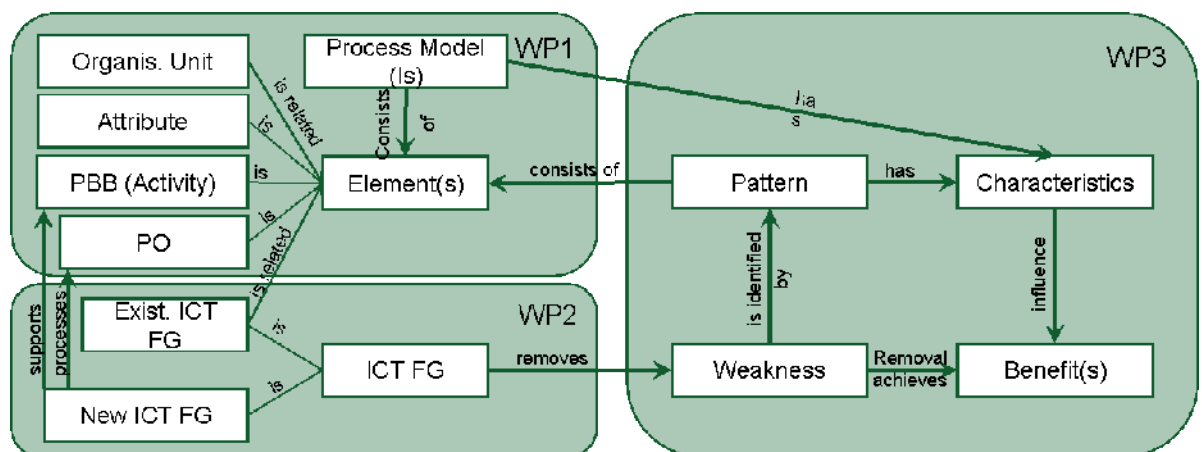 WP1
Organis. Unit
Process Model
(Is)
is related
Attribute
is
Consists
of
ha
s
WP3
PBB (Activity)
is
Element(s)
consists of
Pattern
has
Characteristics
PO
is
is related
is identified
by
influence
supports
processes
WP2
Exist. ICT
FG
is
ICT FG
removes
Weakness
Removal
achieves
Benefit(s)
is
New ICT FG